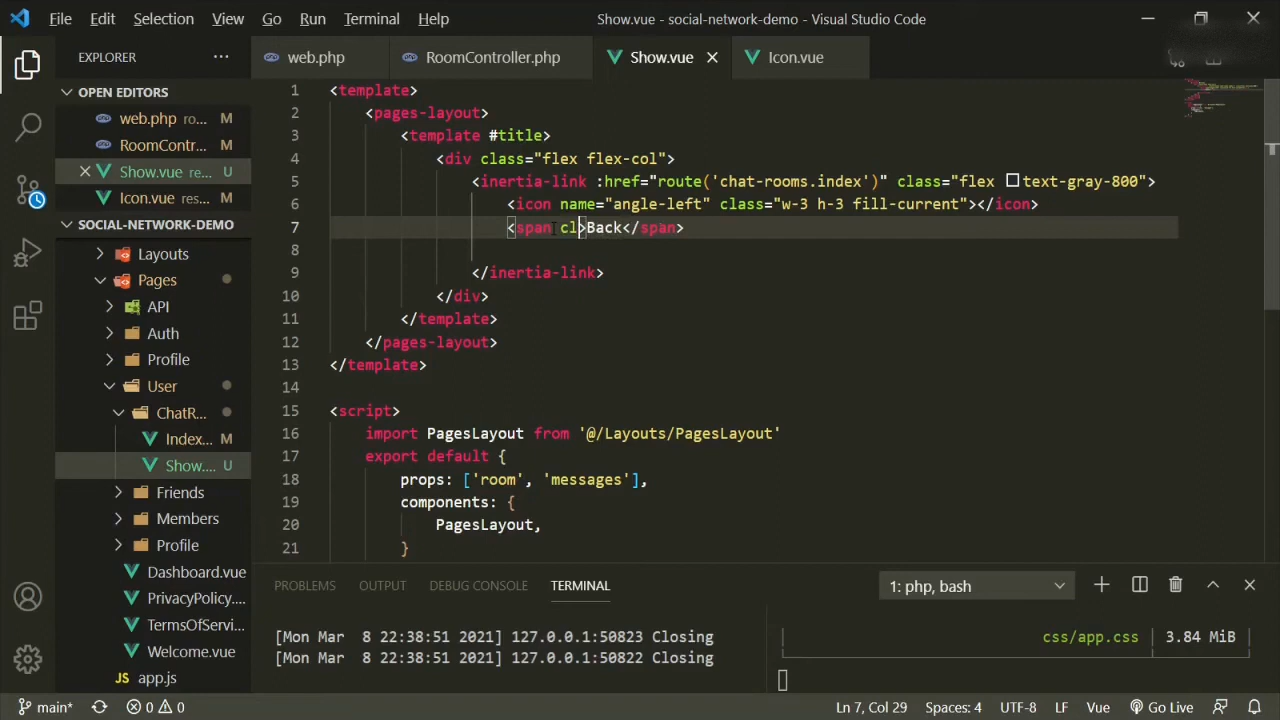 File Edit Selection View Go Run Terminal Help Show.vue - social-network-demo - Visual Studio Code
EXPLORER ···
web.php RoomController.php Show.vue Icon.vue
OPEN EDITORS
web.php ro... M
RoomContr... M
Show.vue re... U
Icon.vue res... M
SOCIAL-NETWORK-DEMO
Layouts
Pages
API
Auth
Profile
User
ChatR...
Index... M
Show.... U
Friends
Members
Profile
Dashboard.vue
PrivacyPolicy....
TermsOfServi...
Welcome.vue
app.js
1 <template>
2 <pages-layout>
3 <template #title>
4 <div class="flex flex-col">
5 <inertia-link :href="route('chat-rooms.index')" class="flex text-gray-800">
6 <icon name="angle-left" class="w-3 h-3 fill-current"></icon>
7 <span cl>Back</span>
8
9 </inertia-link>
10 </div>
11 </template>
12 </pages-layout>
13 </template>
14
15 <script>
16 import PagesLayout from '@/Layouts/PagesLayout'
17 export default {
18 props: ['room', 'messages'],
19 components: {
20 PagesLayout,
21 }
PROBLEMS OUTPUT DEBUG CONSOLE TERMINAL 1: php, bash
[Mon Mar 8 22:38:51 2021] 127.0.0.1:50823 Closing
[Mon Mar 8 22:38:51 2021] 127.0.0.1:50822 Closing
css/app.css | 3.84 MiB
main* 0 0 Ln 7, Col 29 Spaces: 4 UTF-8 LF Vue Go Live